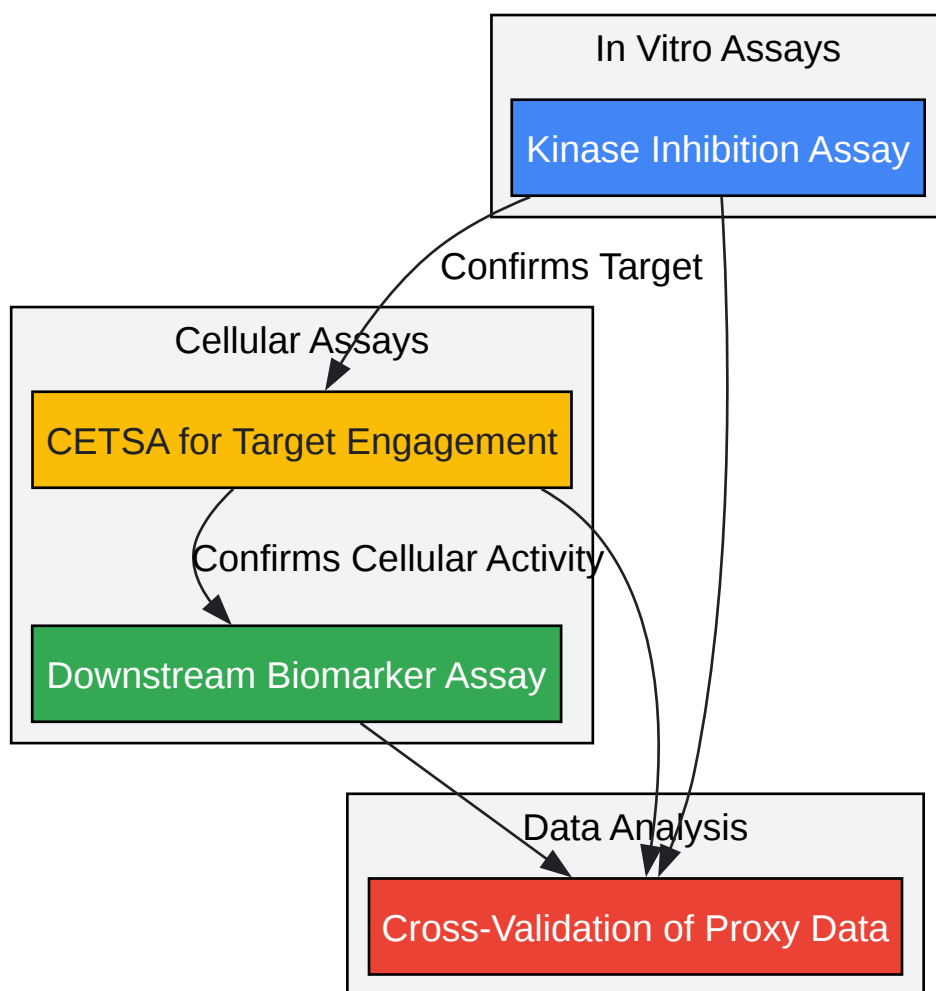 In Vitro Assays
Kinase Inhibition Assay
Confirms Target
Cellular Assays
CETSA for Target Engagement
Confirms Cellular Activity
Downstream Biomarker Assay
Data Analysis
Cross-Validation of Proxy Data